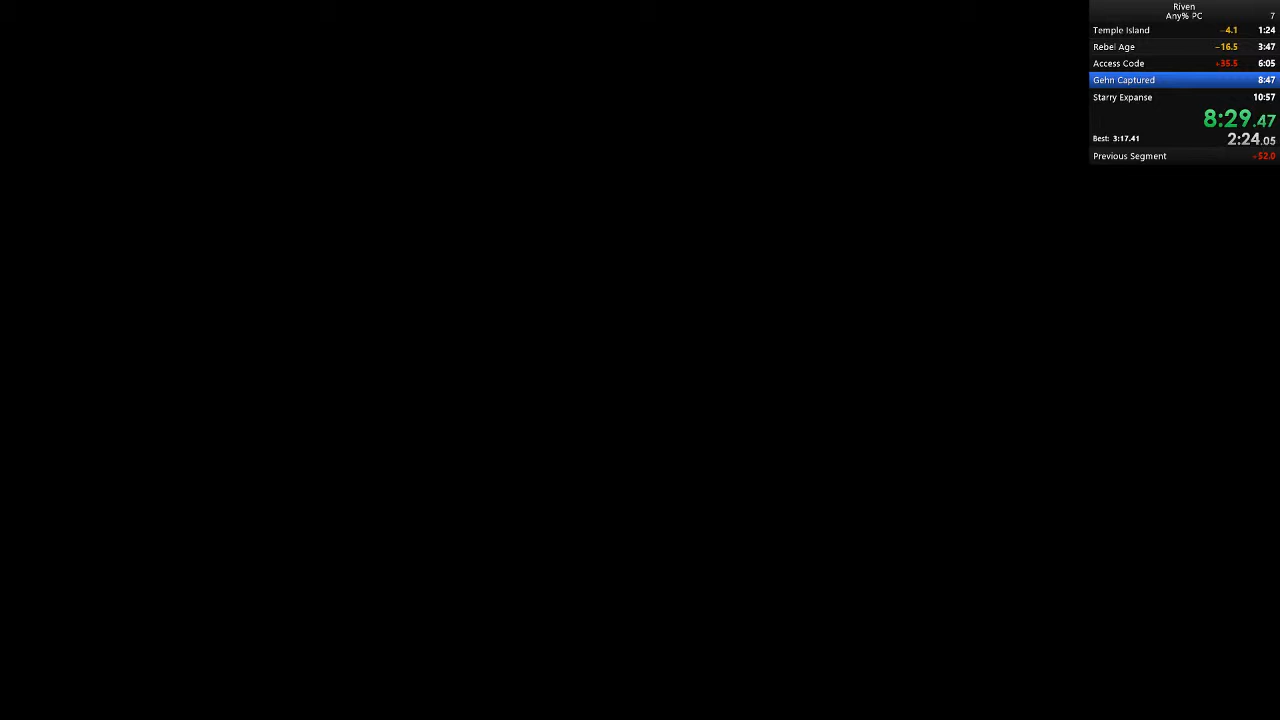 Riven
Any% PC 7
Temple Island −4.1 1:24
Rebel Age −16.5 3:47
Access Code +35.5 6:05
Gehn Captured 8:47
Starry Expanse 10:57
8:29.47
Best: 3:17.41 2:24.05
Previous Segment +52.0